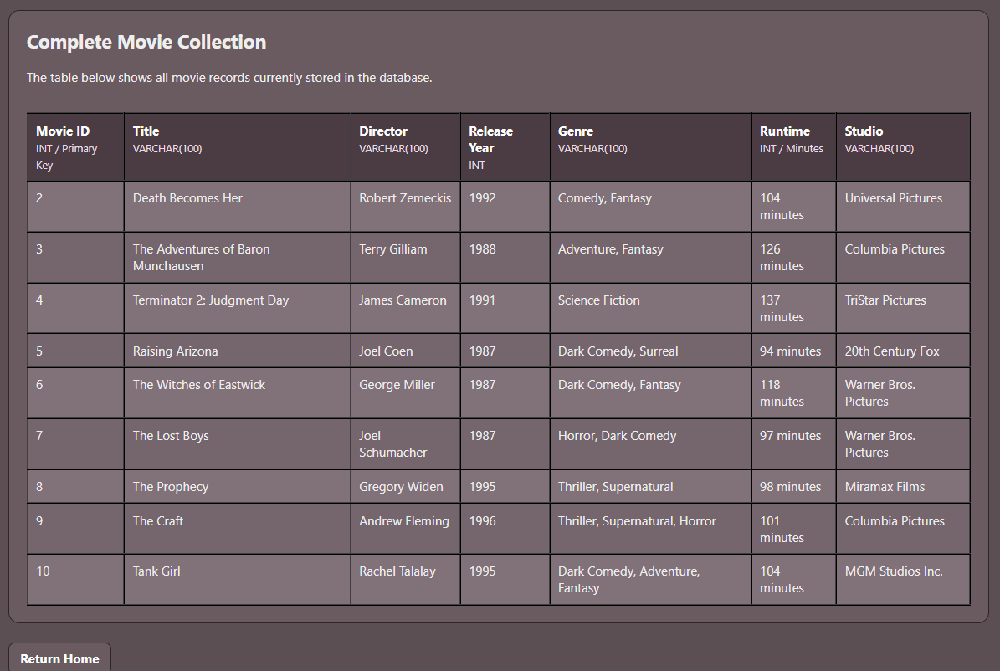 Complete Movie Collection
The table below shows all movie records currently stored in the database.
Movie ID
INT / Primary
Key
Title
VARCHAR(100)
Director
VARCHAR(100)
Release
Year
INT
Genre
VARCHAR(100)
Runtime
INT / Minutes
Studio
VARCHAR(100)
2
Death Becomes Her
Robert Zemeckis
1992
Comedy, Fantasy
104
minutes
Universal Pictures
3
The Adventures of Baron
Munchausen
Terry Gilliam
1988
Adventure, Fantasy
126
minutes
Columbia Pictures
4
Terminator 2: Judgment Day
James Cameron
1991
Science Fiction
137
minutes
TriStar Pictures
5
Raising Arizona
Joel Coen
1987
Dark Comedy, Surreal
94 minutes
20th Century Fox
6
The Witches of Eastwick
George Miller
1987
Dark Comedy, Fantasy
118
minutes
Warner Bros.
Pictures
7
The Lost Boys
Joel
Schumacher
1987
Horror, Dark Comedy
97 minutes
Warner Bros.
Pictures
8
The Prophecy
Gregory Widen
1995
Thriller, Supernatural
98 minutes
Miramax Films
9
The Craft
Andrew Fleming
1996
Thriller, Supernatural, Horror
101
minutes
Columbia Pictures
10
Tank Girl
Rachel Talalay
1995
Dark Comedy, Adventure,
Fantasy
104
minutes
MGM Studios Inc.
Return Home